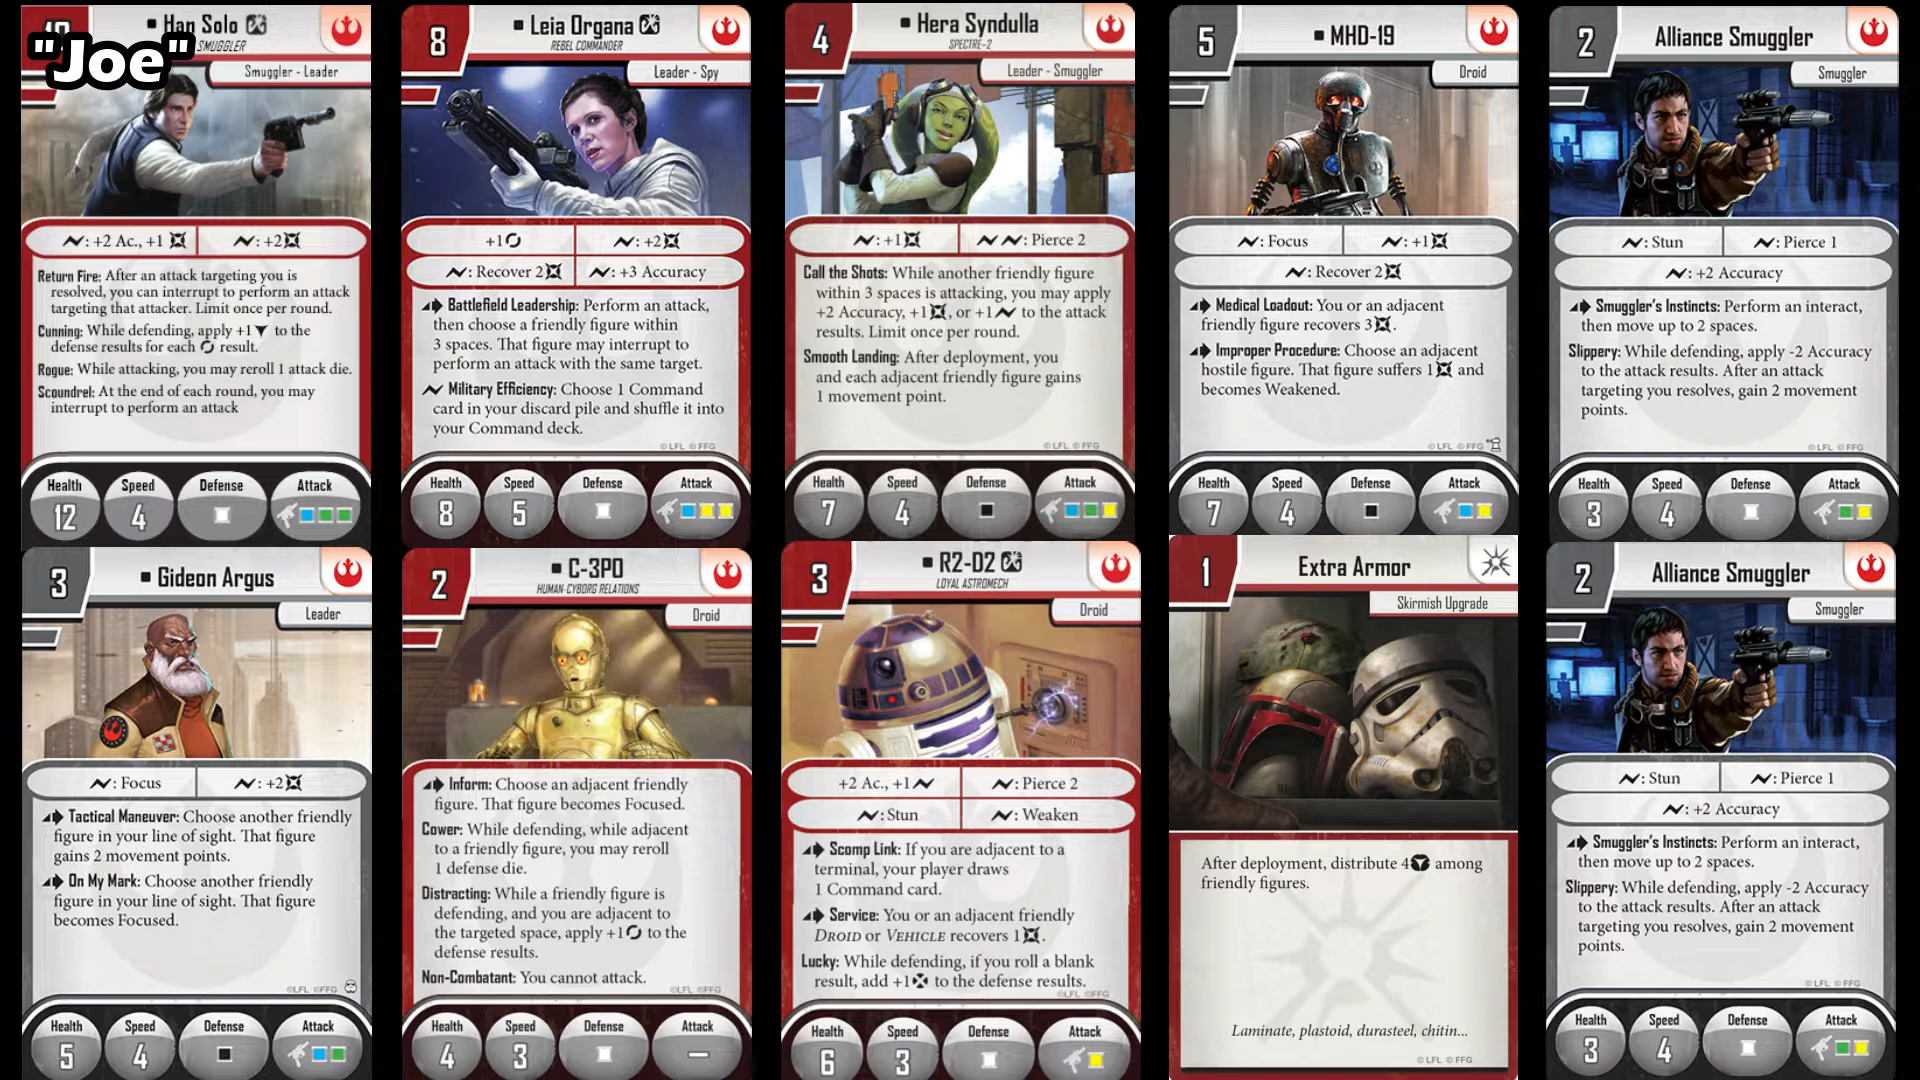 "Joe"
Han Solo
SMUGGLER
Smuggler - Leader
: +2 Ac., +1
: +2
Return Fire: After an attack targeting you is
resolved, you can interrupt to perform an attack
targeting that attacker. Limit once per round.
Cunning: While defending, apply +1 to the
defense results for each result.
Rogue: While attacking, you may reroll 1 attack die.
Scoundrel: At the end of each round, you may
interrupt to perform an attack
Health Speed Defense Attack
12 4
8
Leia Organa
REBEL COMMANDER
Leader - Spy
+1
: +2
: Recover 2
: +3 Accuracy
Battlefield Leadership: Perform an attack,
then choose a friendly figure within
3 spaces. That figure may interrupt to
perform an attack with the same target.
Military Efficiency: Choose 1 Command
card in your discard pile and shuffle it into
your Command deck.
© LFL © FFG
Health Speed Defense Attack
8 5
4
Hera Syndulla
SPECTRE-2
Leader - Smuggler
: +1
: Pierce 2
Call the Shots: While another friendly figure
within 3 spaces is attacking, you may apply
+2 Accuracy, +1, or +1 to the attack
results. Limit once per round.
Smooth Landing: After deployment, you
and each adjacent friendly figure gains
1 movement point.
© LFL © FFG
Health Speed Defense Attack
7 4
5
MHD-19
Droid
: Focus
: +1
: Recover 2
Medical Loadout: You or an adjacent
friendly figure recovers 3.
Improper Procedure: Choose an adjacent
hostile figure. That figure suffers 1 and
becomes Weakened.
© LFL © FFG
Health Speed Defense Attack
7 4
2
Alliance Smuggler
Smuggler
: Stun
: Pierce 1
: +2 Accuracy
Smuggler's Instincts: Perform an interact,
then move up to 2 spaces.
Slippery: While defending, apply -2 Accuracy
to the attack results. After an attack
targeting you resolves, gain 2 movement
points.
© LFL © FFG
Health Speed Defense Attack
3 4
3
Gideon Argus
Leader
: Focus
: +2
Tactical Maneuver: Choose another friendly
figure in your line of sight. That figure
gains 2 movement points.
On My Mark: Choose another friendly
figure in your line of sight. That figure
becomes Focused.
©LFL ©FFG
Health Speed Defense Attack
5 4
2
C-3PO
HUMAN-CYBORG RELATIONS
Droid
Inform: Choose an adjacent friendly
figure. That figure becomes Focused.
Cower: While defending, while adjacent
to a friendly figure, you may reroll
1 defense die.
Distracting: While a friendly figure is
defending, and you are adjacent to
the targeted space, apply +1 to the
defense results.
Non-Combatant: You cannot attack.
©LFL ©FFG
Health Speed Defense Attack
4 3 –
3
R2-D2
LOYAL ASTROMECH
Droid
+2 Ac., +1
: Pierce 2
: Stun
: Weaken
Scomp Link: If you are adjacent to a
terminal, your player draws
1 Command card.
Service: You or an adjacent friendly
DROID or VEHICLE recovers 1.
Lucky: While defending, if you roll a blank
result, add +1 to the defense results.
©LFL ©FFG
Health Speed Defense Attack
6 3
1
Extra Armor
Skirmish Upgrade
After deployment, distribute 4 among
friendly figures.
Laminate, plastoid, durasteel, chitin...
© LFL © FFG
2
Alliance Smuggler
Smuggler
: Stun
: Pierce 1
: +2 Accuracy
Smuggler's Instincts: Perform an interact,
then move up to 2 spaces.
Slippery: While defending, apply -2 Accuracy
to the attack results. After an attack
targeting you resolves, gain 2 movement
points.
© LFL © FFG
Health Speed Defense Attack
3 4